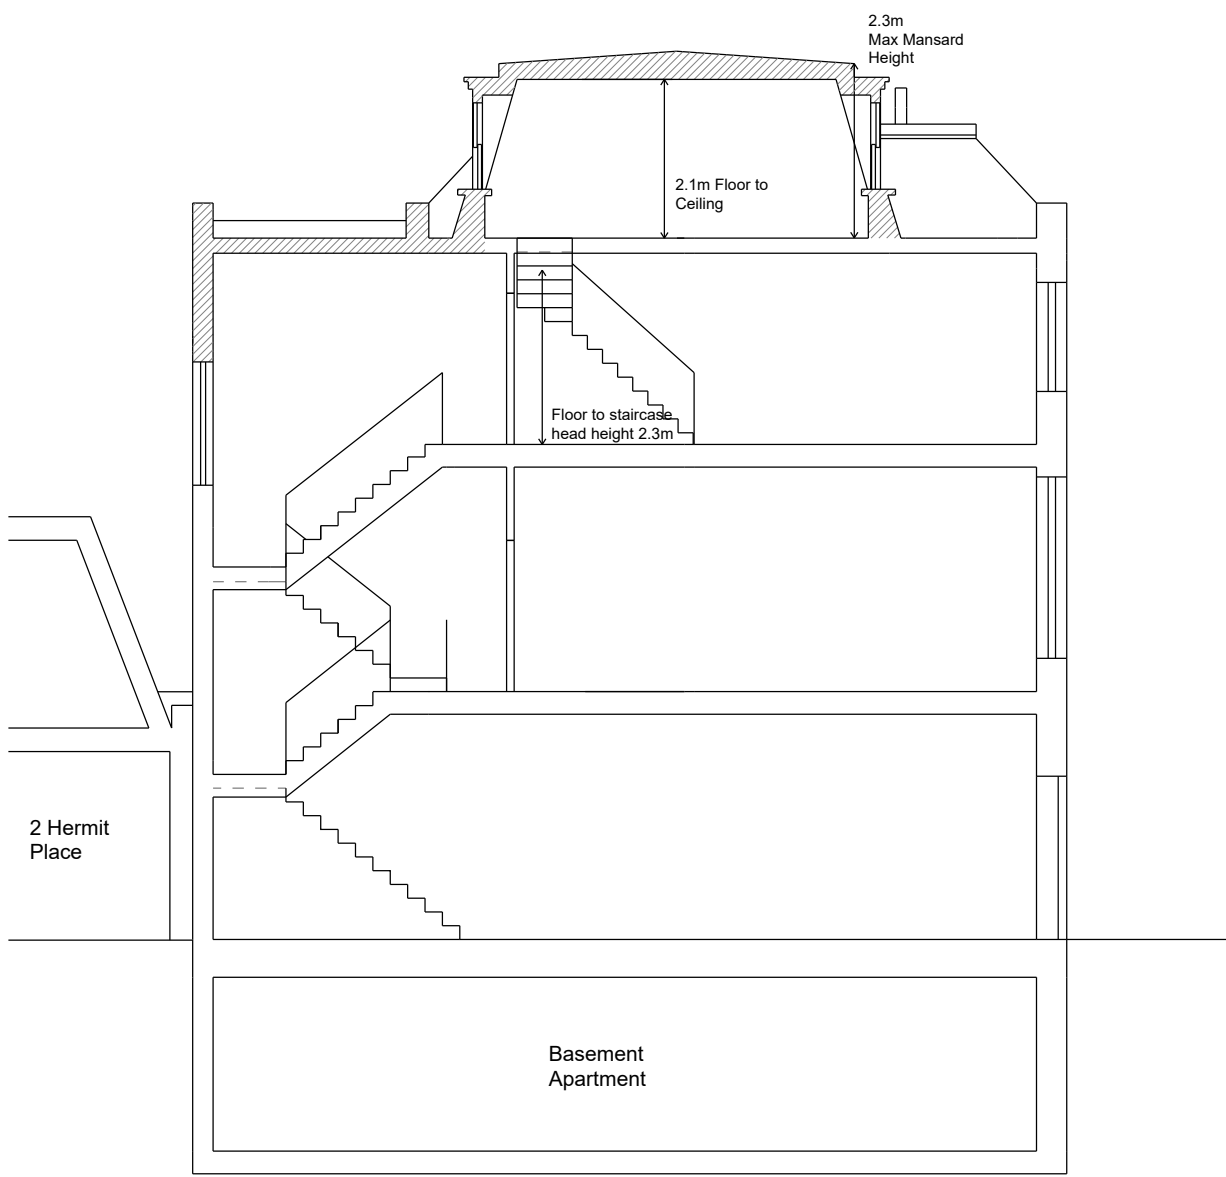 2.3m
Max Mansard
Height
2.1m Floor to
Ceiling
Floor to staircase
head height 2.3m
2 Hermit
Place
Basement
Apartment